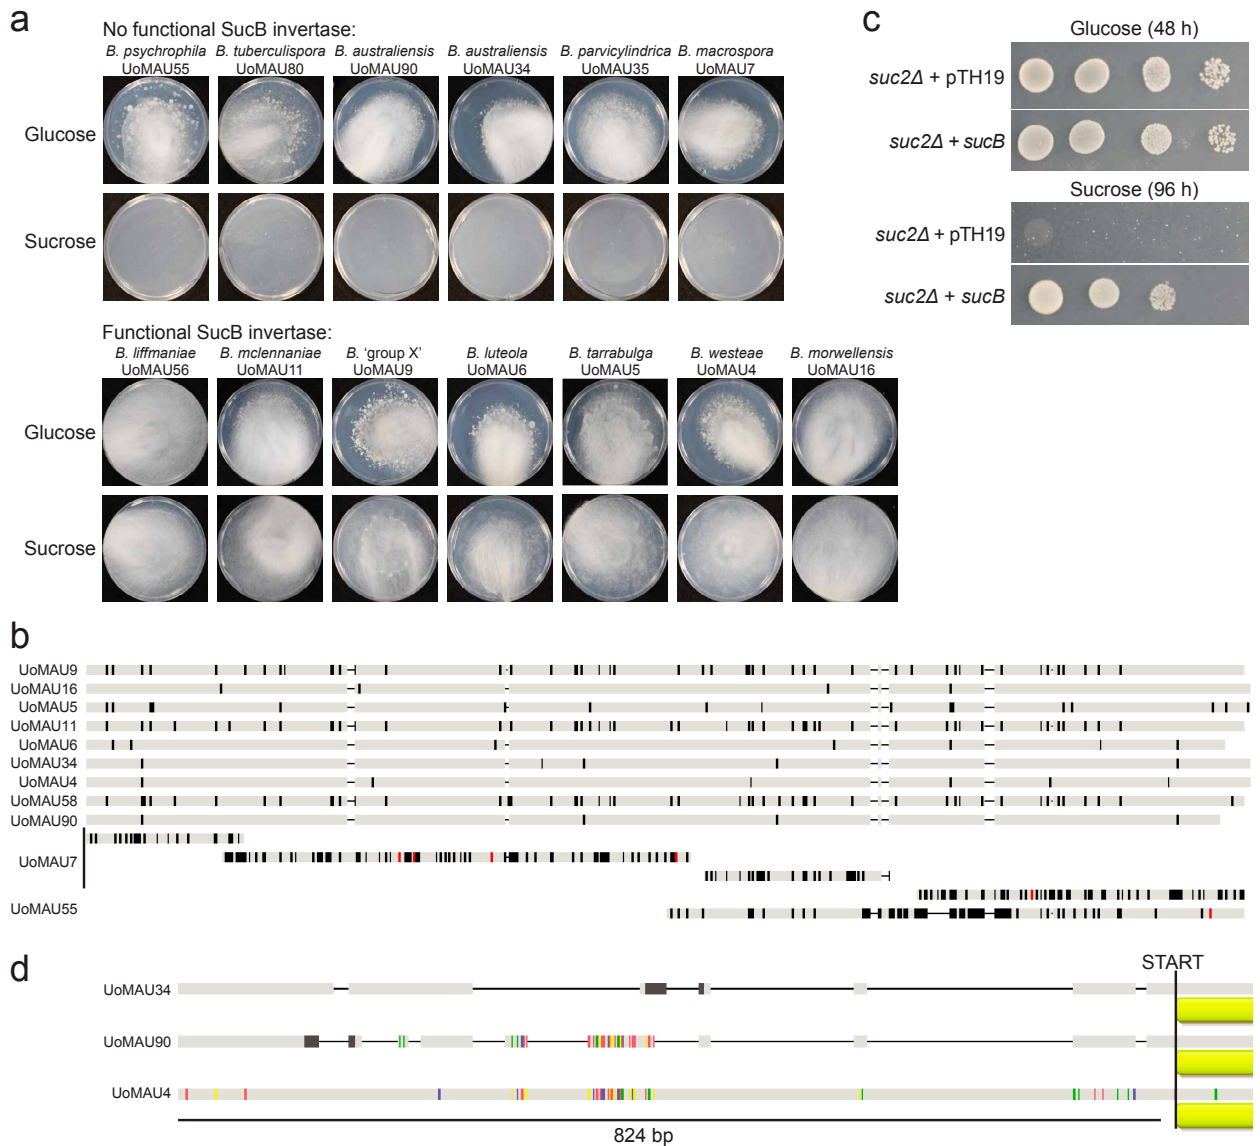 a
No functional SucB invertase:
B. psychrophila B. tuberculispora B. australiensis B. australiensis B. parvicylindrica B. macrospora
UoMAU55 UoMAU80 UoMAU90 UoMAU34 UoMAU35 UoMAU7
Glucose
Sucrose
Functional SucB invertase:
B. liffmaniae B. mclennaniae B. ‘group X’ B. luteola B. tarrabulga B. westeae B. morwellensis
UoMAU56 UoMAU11 UoMAU9 UoMAU6 UoMAU5 UoMAU4 UoMAU16
Glucose
Sucrose
c
Glucose (48 h)
suc2Δ + pTH19
suc2Δ + sucB
Sucrose (96 h)
suc2Δ + pTH19
suc2Δ + sucB
b
UoMAU9
UoMAU16
UoMAU5
UoMAU11
UoMAU6
UoMAU34
UoMAU4
UoMAU58
UoMAU90
UoMAU7
UoMAU55
d
START
UoMAU34
UoMAU90
UoMAU4
824 bp